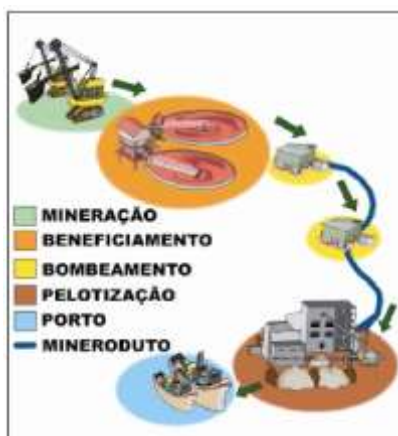 MINERAÇÃO
BENEFICIAMENTO
BOMBEAMENTO
PELOTIZAÇÃO
PORTO
MINERODUTO